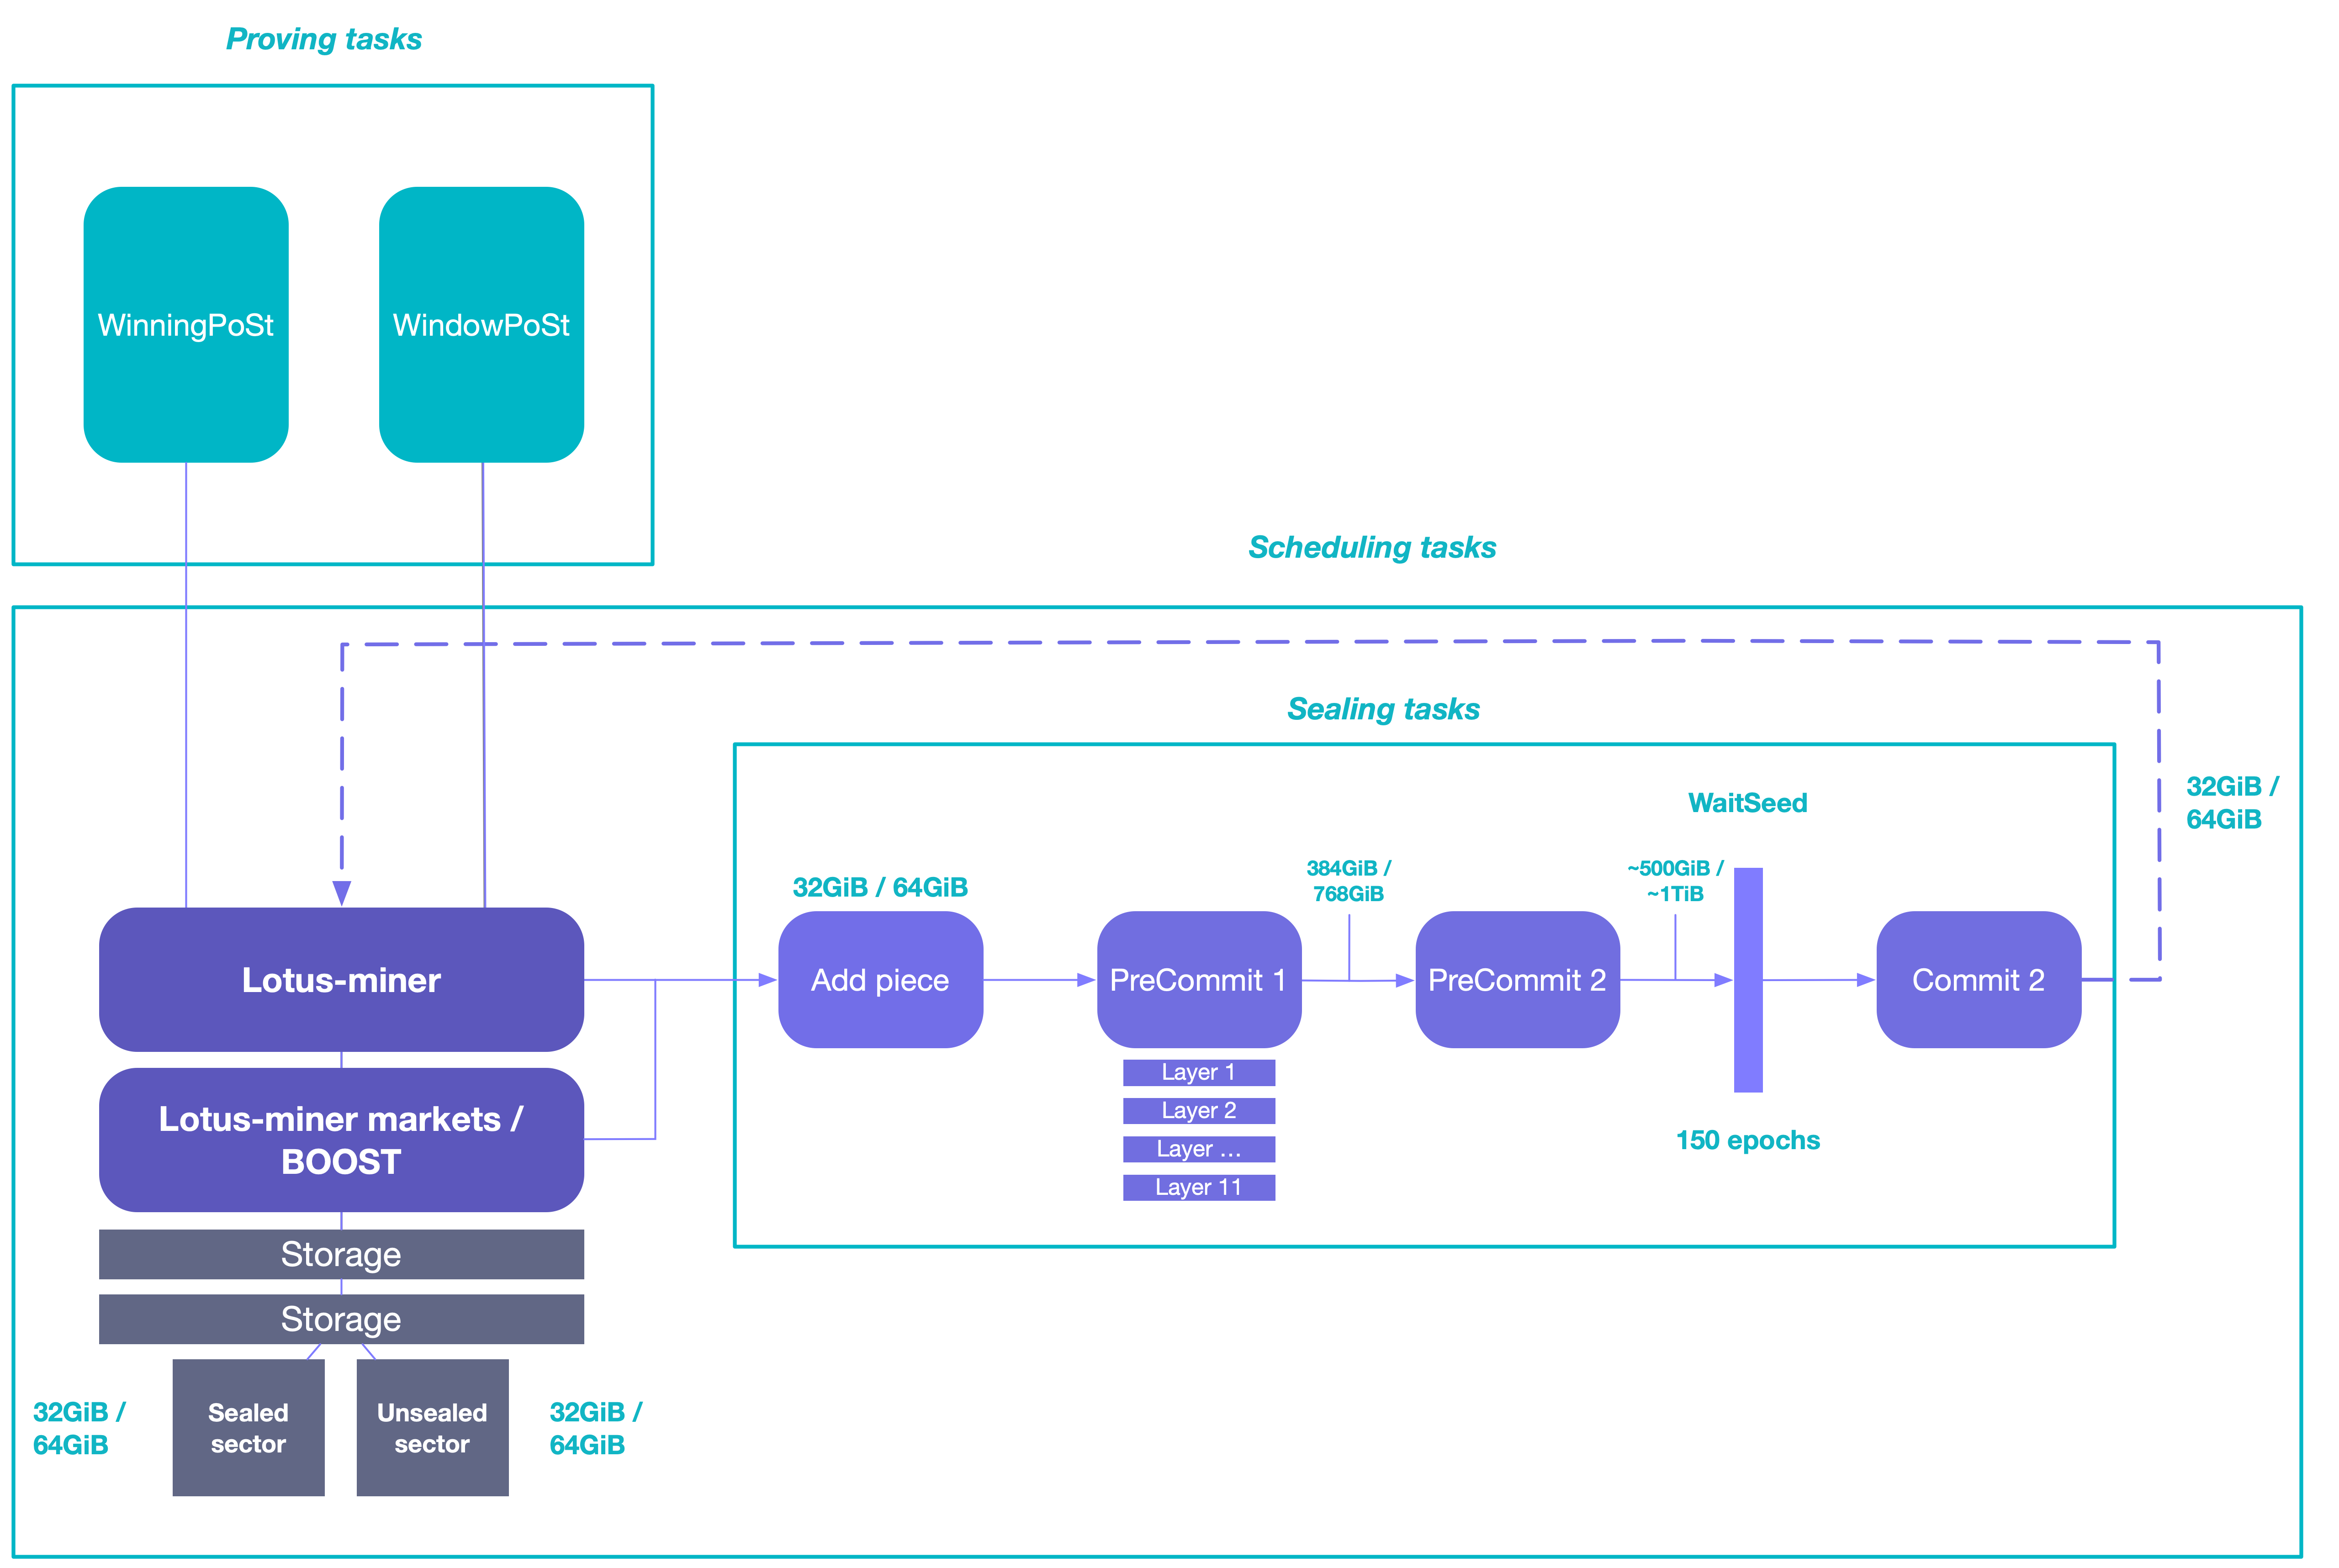 Proving tasks
WinningPoSt
WindowPoSt
Scheduling tasks
Sealing tasks
WaitSeed
32GiB /
64GiB
384GiB /
768GiB
~500GiB /
~1TiB
32GiB / 64GiB
Lotus-miner
Add piece
PreCommit 1
PreCommit 2
Commit 2
Layer 1
Layer 2
Layer ...
Layer 11
150 epochs
Lotus-miner markets /
BOOST
Storage
Storage
32GiB /
64GiB
Sealed
sector
Unsealed
sector
32GiB /
64GiB